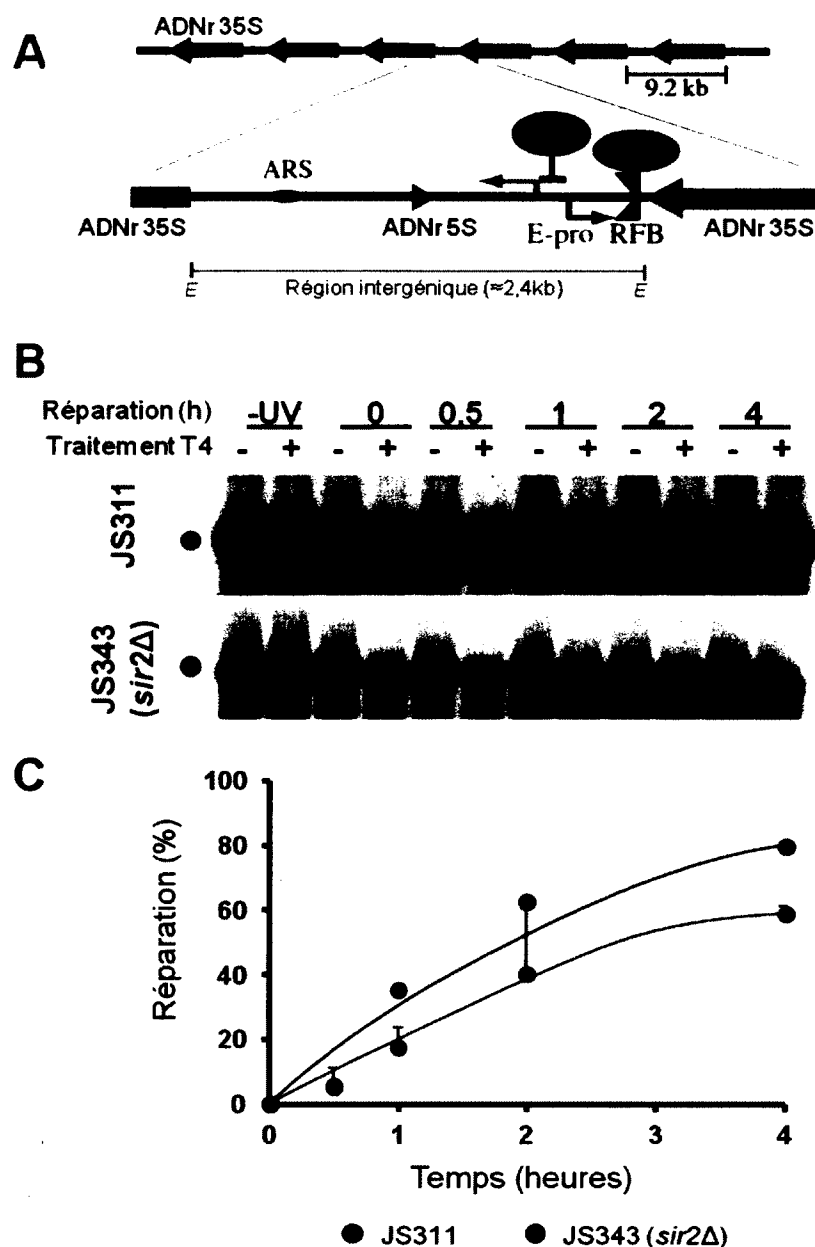 A
ADNr 35S
9.2 kb
ARS
ADNr 35S
ADNr 5S
E-pro
RFB
ADNr 35S
E
Région intergénique (≈2,4kb)
E
B
Réparation (h)
-UV
0
0.5
1
2
4
Traitement T4
- + - + - + - + - + - +
JS311
JS343
(sir2Δ)
C
Réparation (%)
100
80
60
40
20
0
0 1 2 3 4
Temps (heures)
JS311
JS343 (sir2Δ)